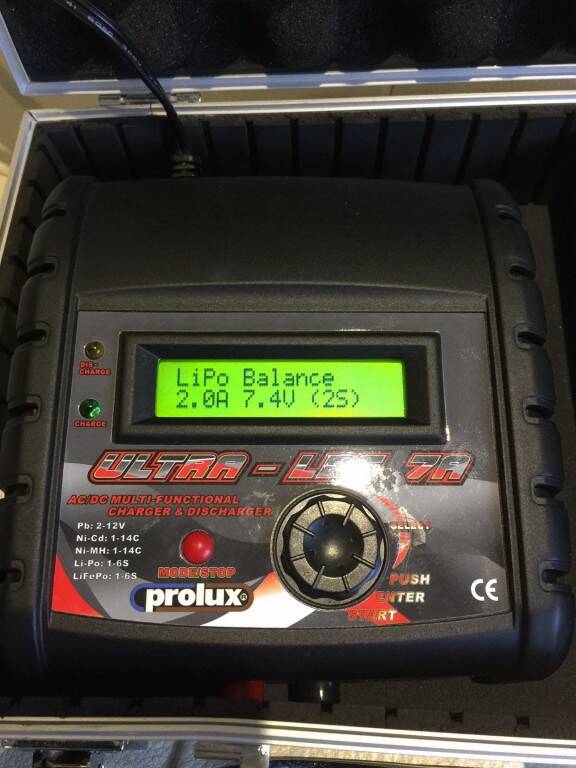 LiPo Balance
2.0A 7.4V (2S)
DIS-
CHARGE
CHARGE
ULTRA - 7A
AC/DC MULTI-FUNCTIONAL
CHARGER & DISCHARGER
Pb: 2-12V
Ni-Cd: 1-14C
Ni-MH: 1-14C
Li-Po: 1-6S
LiFePo: 1-6S
MODE/STOP
prolux®
SELECT
PUSH
ENTER
START
CE